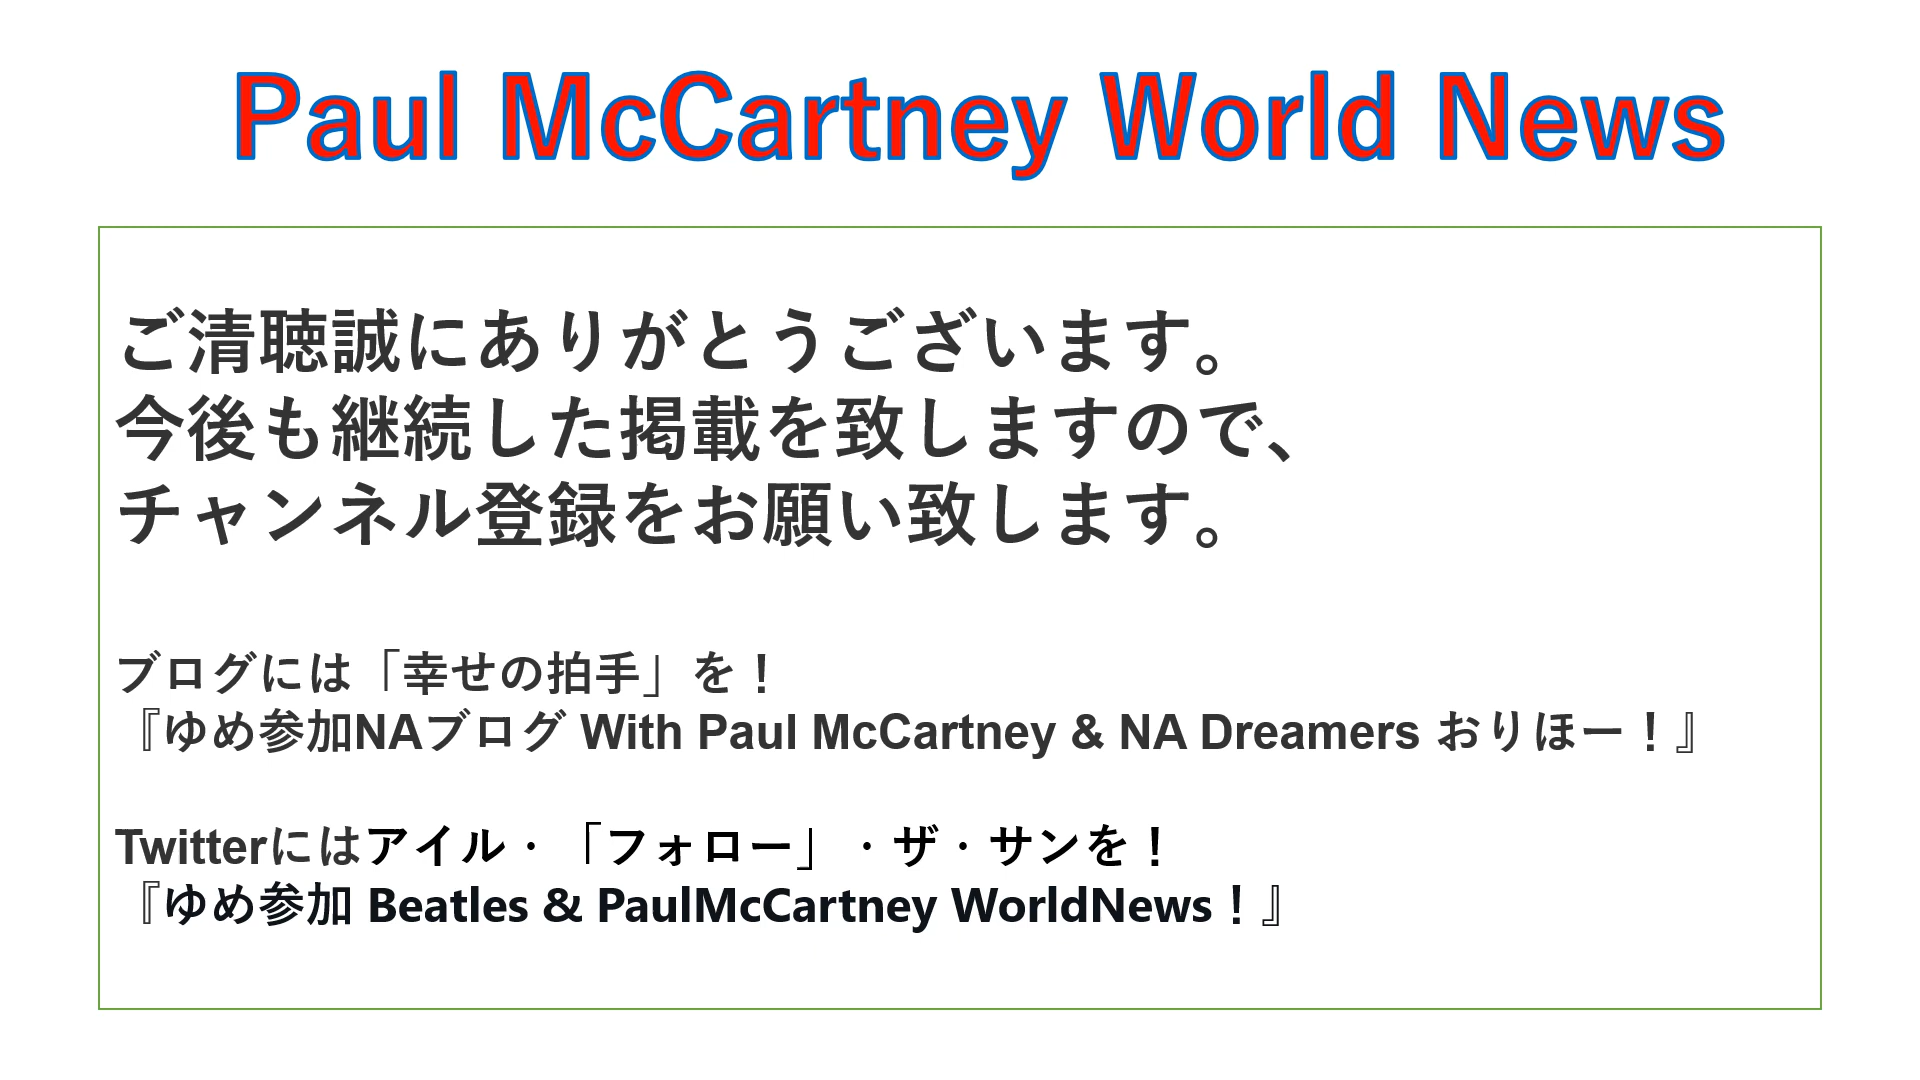 Paul McCartney World News
ご清聴誠にありがとうございます。
今後も継続した掲載を致しますので、
チャンネル登録をお願い致します。
ブログには「幸せの拍手」を！
『ゆめ参加NAブログ With Paul McCartney & NA Dreamers おりほー！』
Twitterにはアイル・「フォロー」・ザ・サンを！
『ゆめ参加 Beatles & PaulMcCartney WorldNews！』